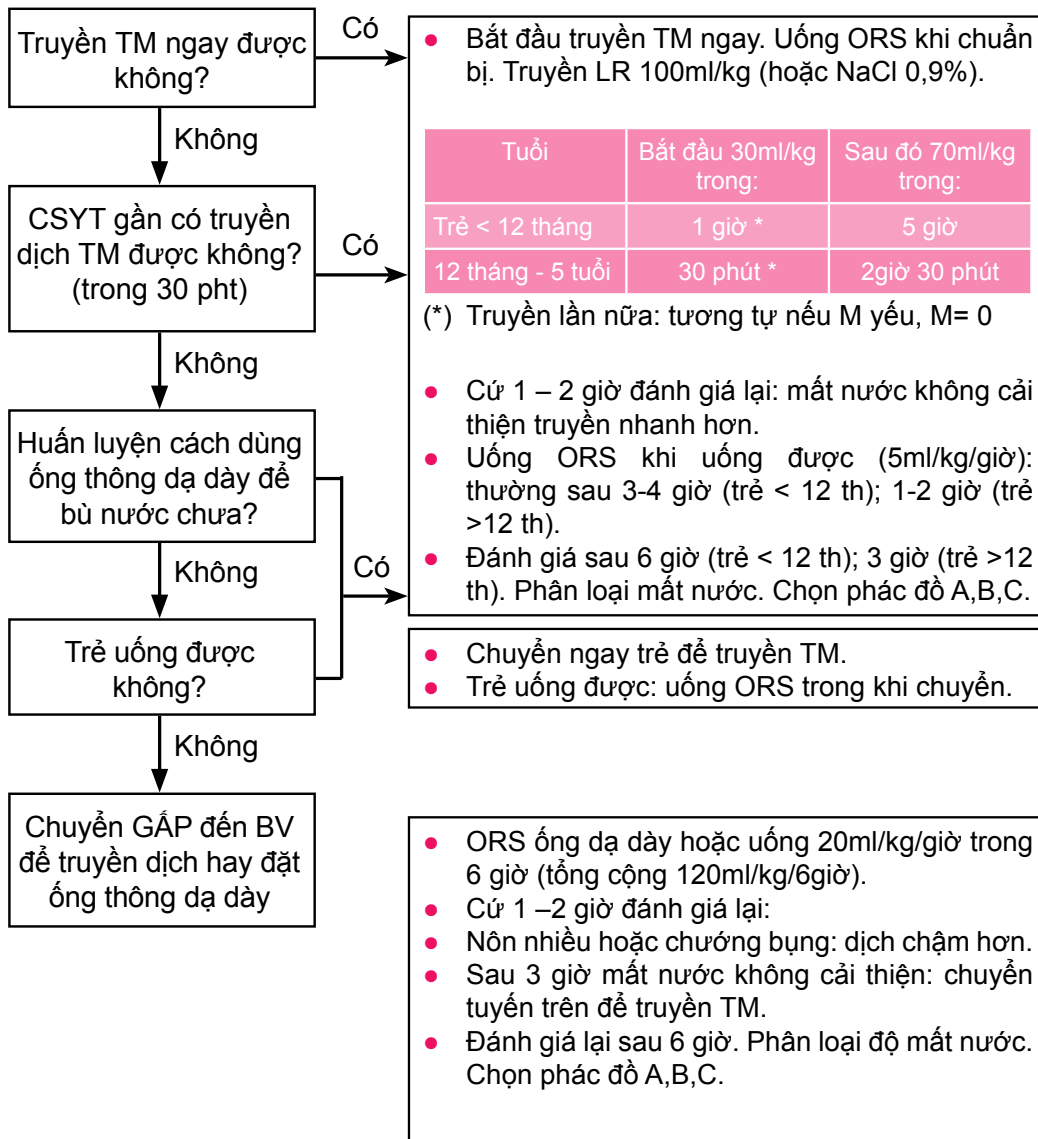 Truyền TM ngay được
không?
Có
Không
CSYT gần có truyền
dịch TM được không?
(trong 30 pht)
Có
Không
Huấn luyện cách dùng
ống thông dạ dày để
bù nước chưa?
Không
Có
Trẻ uống được
không?
Không
Chuyển GẤP đến BV
để truyền dịch hay đặt
ống thông dạ dày
● Bắt đầu truyền TM ngay. Uống ORS khi chuẩn
bị. Truyền LR 100ml/kg (hoặc NaCl 0,9%).
Tuổi Bắt đầu 30ml/kg trong: Sau đó 70ml/kg trong:
Trẻ < 12 tháng 1 giờ * 5 giờ
12 tháng - 5 tuổi 30 phút * 2giờ 30 phút
(*) Truyền lần nữa: tương tự nếu M yếu, M= 0
● Cứ 1 – 2 giờ đánh giá lại: mất nước không cải
thiện truyền nhanh hơn.
● Uống ORS khi uống được (5ml/kg/giờ):
thường sau 3-4 giờ (trẻ < 12 th); 1-2 giờ (trẻ
>12 th).
● Đánh giá sau 6 giờ (trẻ < 12 th); 3 giờ (trẻ >12
th). Phân loại mất nước. Chọn phác đồ A,B,C.
● Chuyển ngay trẻ để truyền TM.
● Trẻ uống được: uống ORS trong khi chuyển.
● ORS ống dạ dày hoặc uống 20ml/kg/giờ trong
6 giờ (tổng cộng 120ml/kg/6giờ).
● Cứ 1 –2 giờ đánh giá lại:
● Nôn nhiều hoặc chướng bụng: dịch chậm hơn.
● Sau 3 giờ mất nước không cải thiện: chuyển
tuyến trên để truyền TM.
● Đánh giá lại sau 6 giờ. Phân loại độ mất nước.
Chọn phác đồ A,B,C.